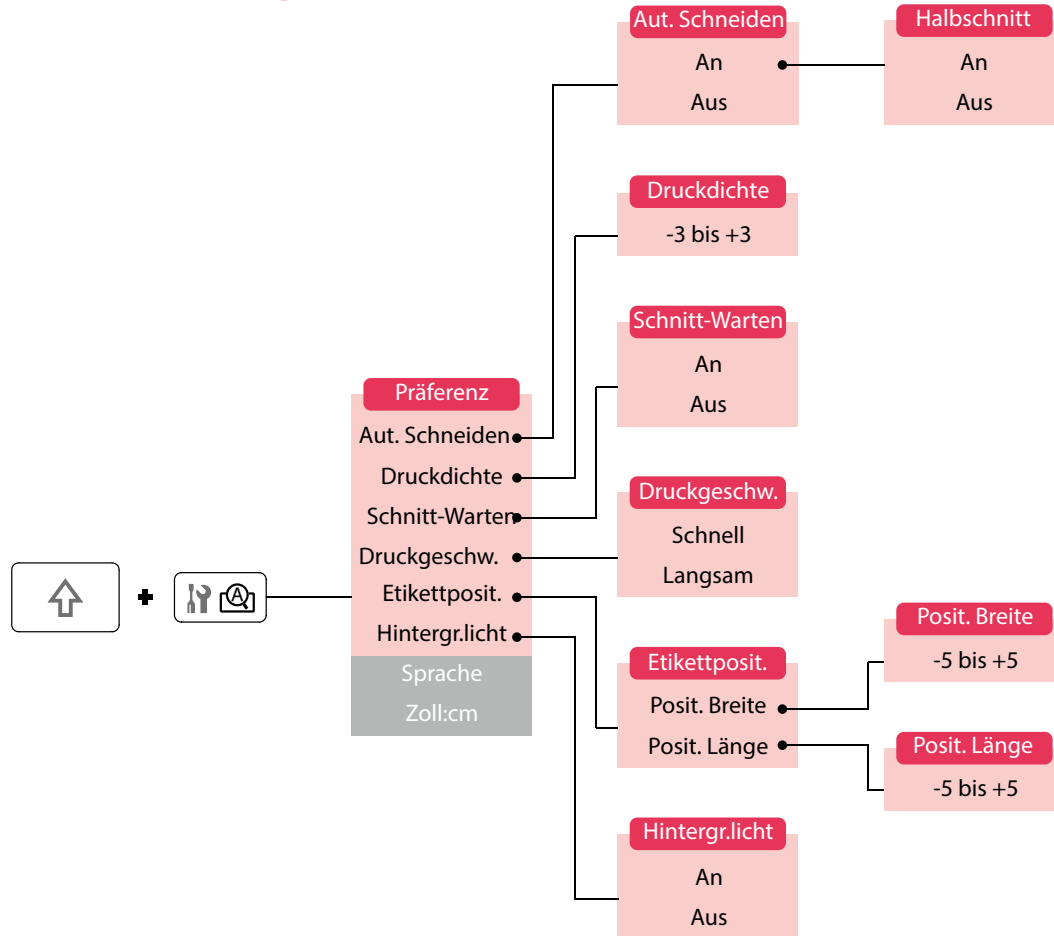 Aut. Schneiden
An
Aus
Halbschnitt
An
Aus
Druckdichte
-3 bis +3
Schnitt-Warten
An
Aus
Präferenz
Aut. Schneiden
Druckdichte
Schnitt-Warten
Druckgeschw.
Etikettposit.
Hintergr.licht
Sprache
Zoll:cm
Druckgeschw.
Schnell
Langsam
Etikettposit.
Posit. Breite
Posit. Länge
Posit. Breite
-5 bis +5
Posit. Länge
-5 bis +5
Hintergr.licht
An
Aus
+
A